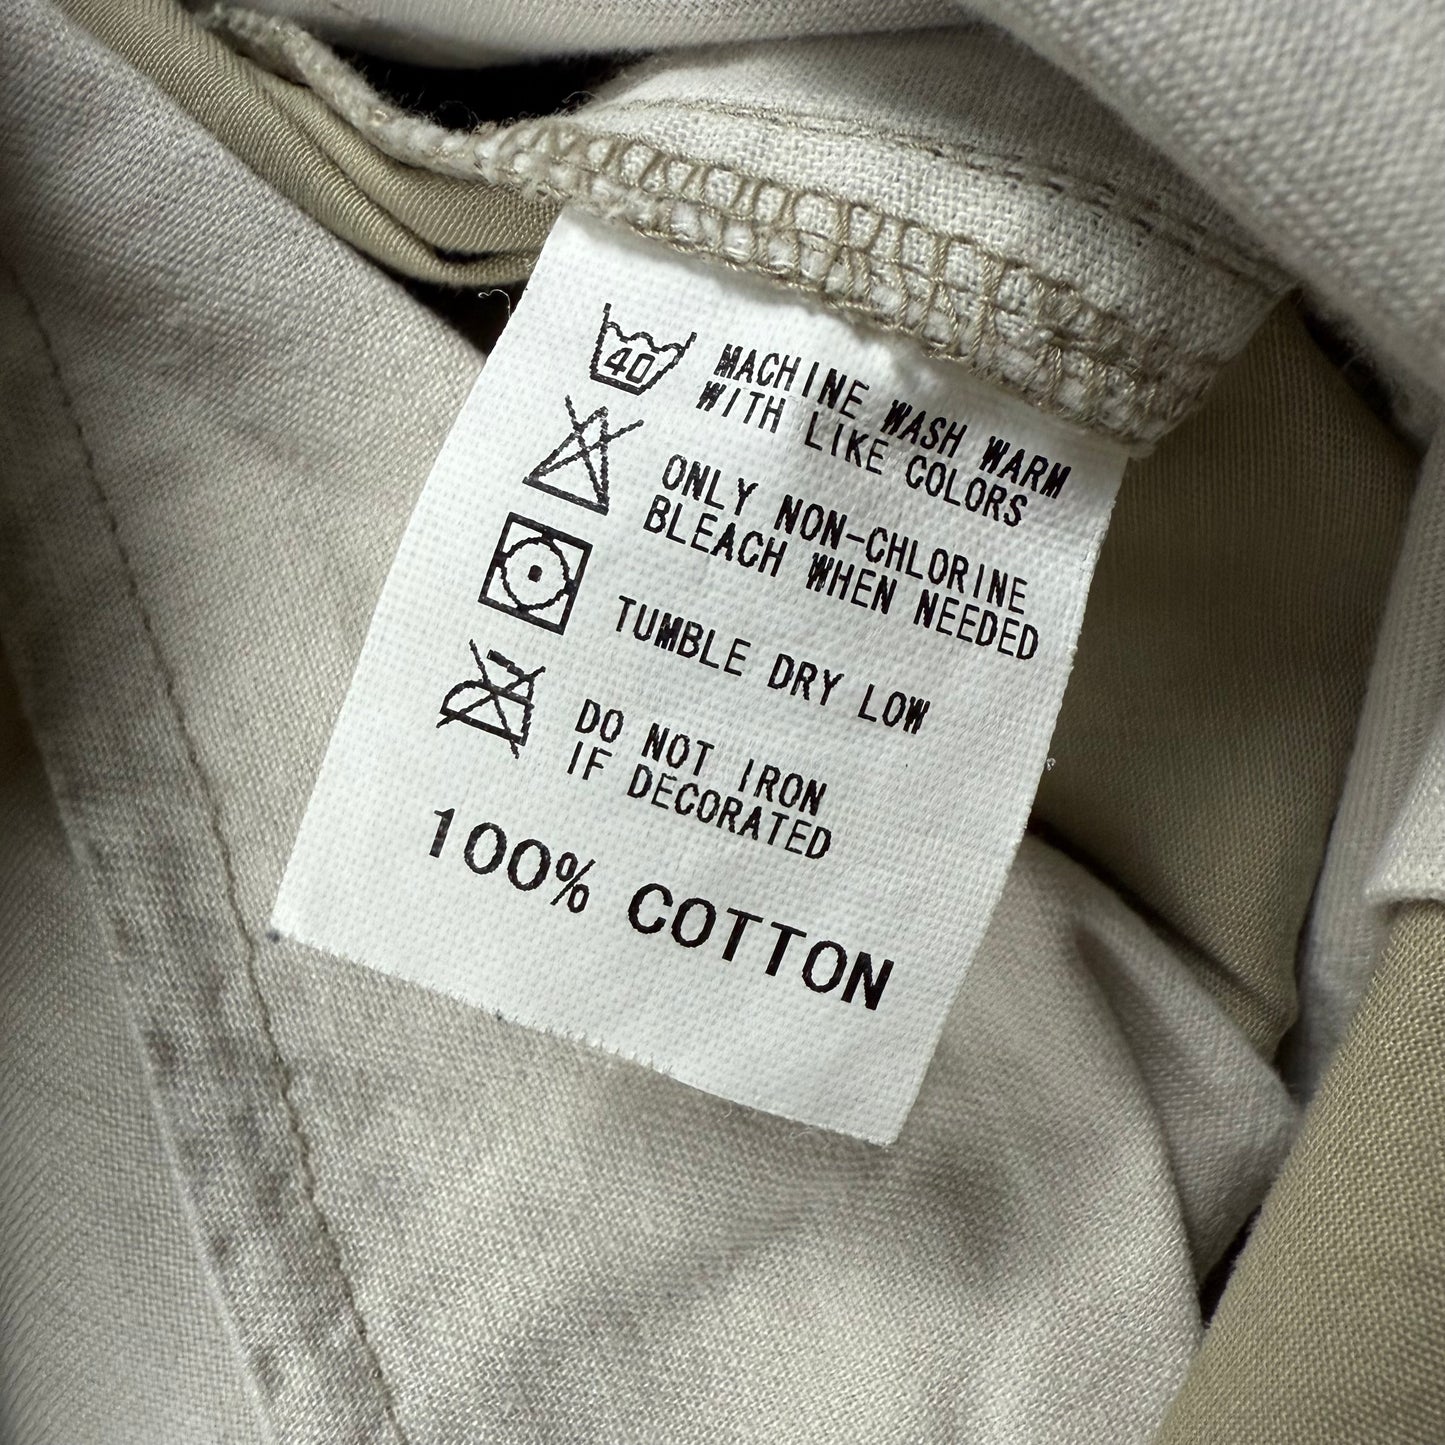 40
MACHINE WASH WARM
WITH LIKE COLORS
ONLY NON-CHLORINE
BLEACH WHEN NEEDED
TUMBLE DRY LOW
DO NOT IRON
IF DECORATED
100% COTTON